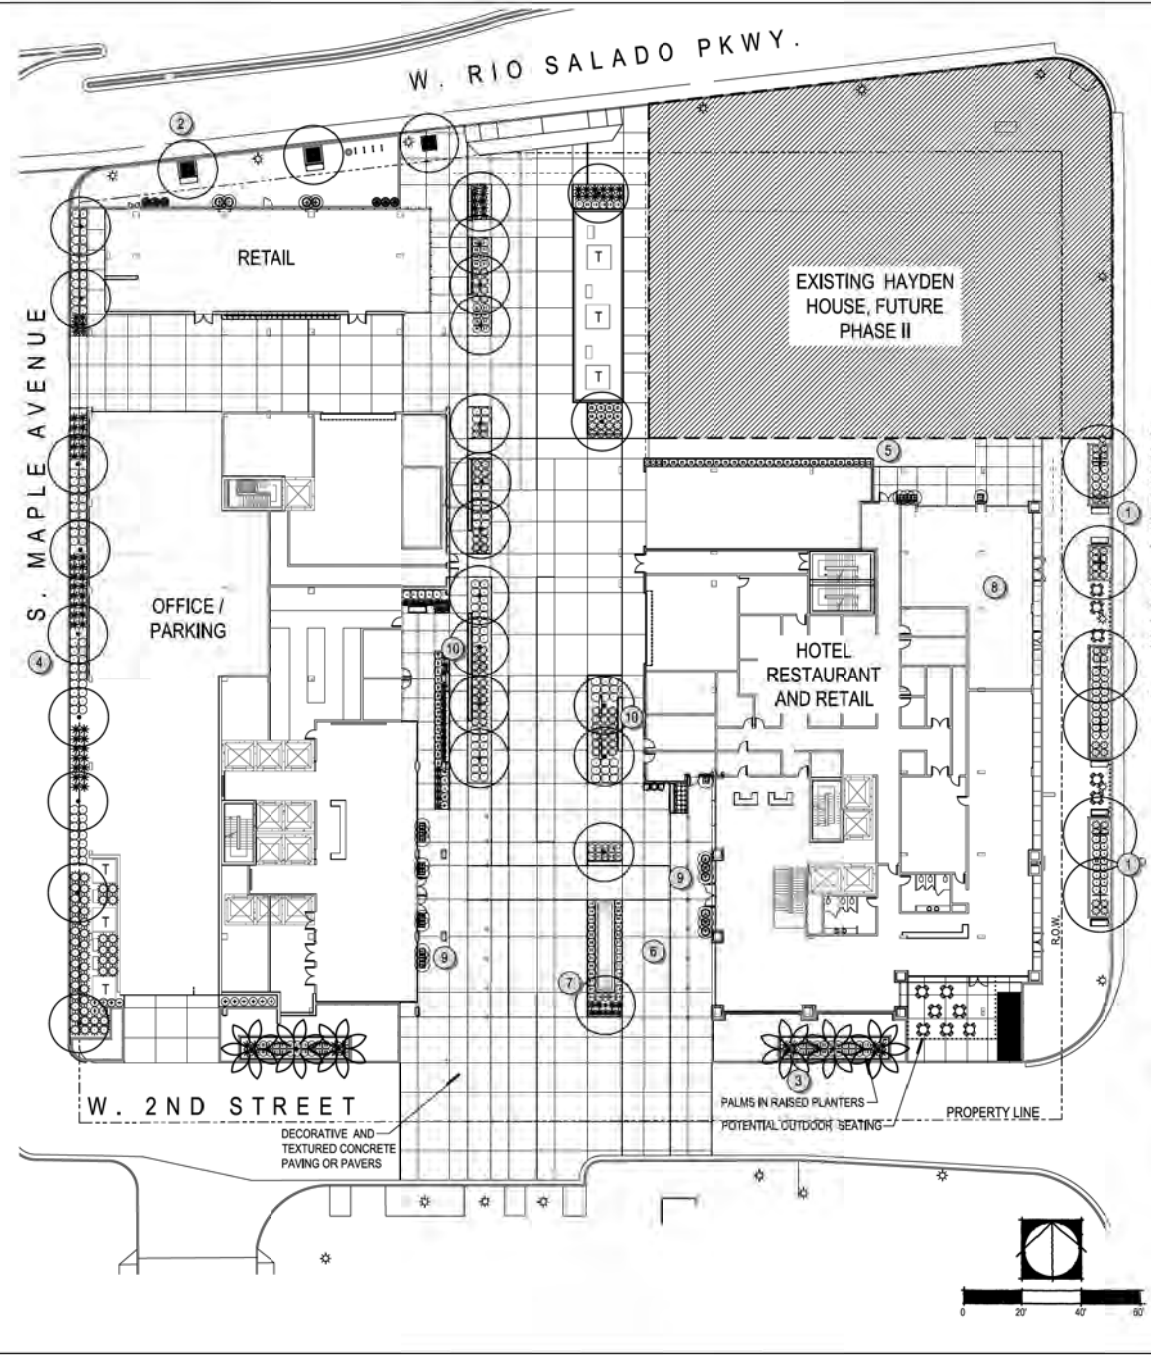 W. RIO SALADO PKWY.
2
RETAIL
T
T
T
EXISTING HAYDEN
HOUSE, FUTURE
PHASE II
S. MAPLE AVENUE
5
1
8
OFFICE /
PARKING
4
10
HOTEL
RESTAURANT
AND RETAIL
10
T
T
T
9
1
9
6
R.O.W.
7
3
PALMS IN RAISED PLANTERS
POTENTIAL OUTDOOR SEATING
PROPERTY LINE
W. 2ND STREET
DECORATIVE AND
TEXTURED CONCRETE
PAVING OR PAVERS
0 20' 40' 60'